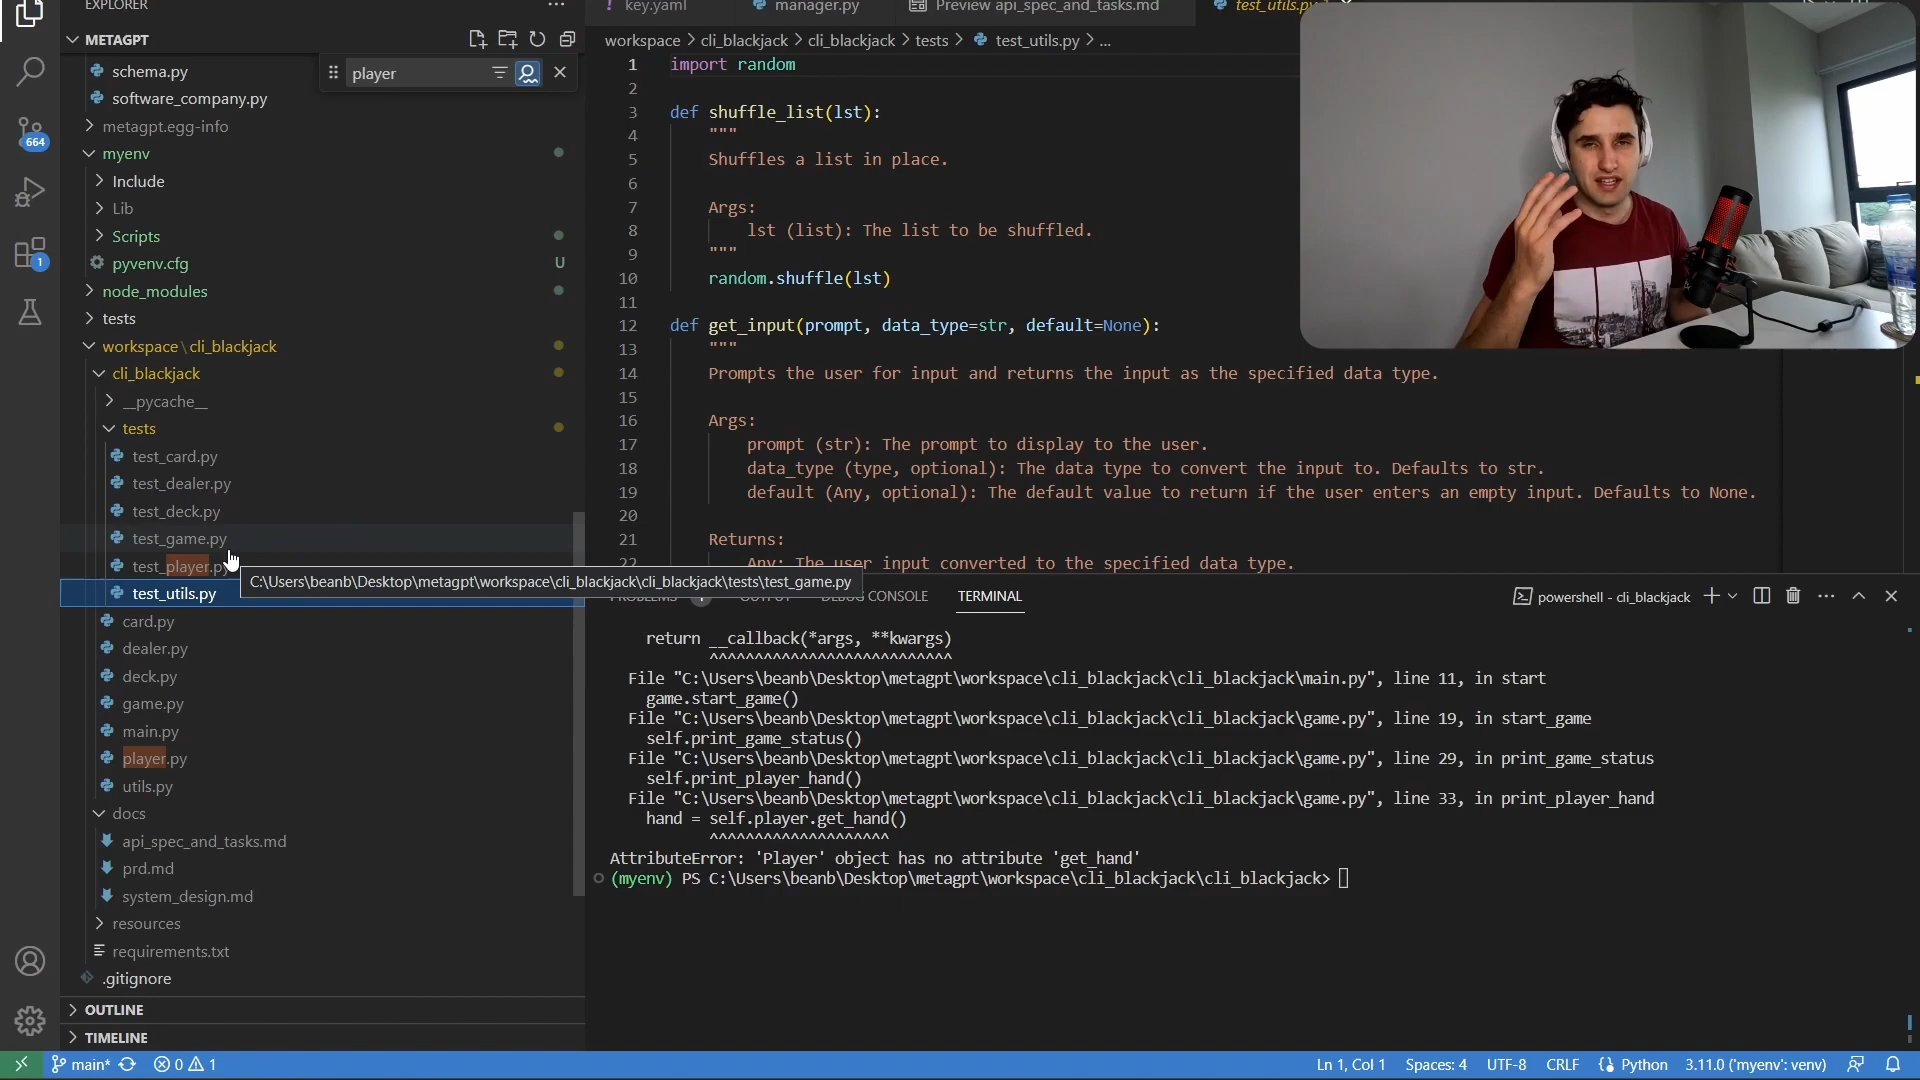 EXPLORER
METAGPT
player
schema.py
software_company.py
metagpt.egg-info
664
myenv
Include
Lib
1
Scripts
pyvenv.cfg U
node_modules
tests
workspace\cli_blackjack
cli_blackjack
__pycache__
tests
test_card.py
test_dealer.py
test_deck.py
test_game.py
test_player.py
test_utils.py
card.py
dealer.py
deck.py
game.py
main.py
player.py
utils.py
docs
api_spec_and_tasks.md
prd.md
system_design.md
resources
requirements.txt
.gitignore
OUTLINE
TIMELINE
C:\Users\beanb\Desktop\metagpt\workspace\cli_blackjack\cli_blackjack\tests\test_game.py
key.yaml manager.py Preview api_spec_and_tasks.md test_utils.py
workspace > cli_blackjack > cli_blackjack > tests > test_utils.py > ...
1 import random
2
3 def shuffle_list(lst):
4 """
5 Shuffles a list in place.
6
7 Args:
8 lst (list): The list to be shuffled.
9 """
10 random.shuffle(lst)
11
12 def get_input(prompt, data_type=str, default=None):
13 """
14 Prompts the user for input and returns the input as the specified data type.
15
16 Args:
17 prompt (str): The prompt to display to the user.
18 data_type (type, optional): The data type to convert the input to. Defaults to str.
19 default (Any, optional): The default value to return if the user enters an empty input. Defaults to None.
20
21 Returns:
22 Any: The user input converted to the specified data type.
PROBLEMS OUTPUT DEBUG CONSOLE TERMINAL
powershell - cli_blackjack
return __callback(*args, **kwargs)
^^^^^^^^^^^^^^^^^^^^^^^^^^^
File "C:\Users\beanb\Desktop\metagpt\workspace\cli_blackjack\cli_blackjack\main.py", line 11, in start
game.start_game()
File "C:\Users\beanb\Desktop\metagpt\workspace\cli_blackjack\cli_blackjack\game.py", line 19, in start_game
self.print_game_status()
File "C:\Users\beanb\Desktop\metagpt\workspace\cli_blackjack\cli_blackjack\game.py", line 29, in print_game_status
self.print_player_hand()
File "C:\Users\beanb\Desktop\metagpt\workspace\cli_blackjack\cli_blackjack\game.py", line 33, in print_player_hand
hand = self.player.get_hand()
^^^^^^^^^^^^^^^^^^^^
AttributeError: 'Player' object has no attribute 'get_hand'
(myenv) PS C:\Users\beanb\Desktop\metagpt\workspace\cli_blackjack\cli_blackjack>
main* 0 1 Ln 1, Col 1 Spaces: 4 UTF-8 CRLF Python 3.11.0 ('myenv': venv)